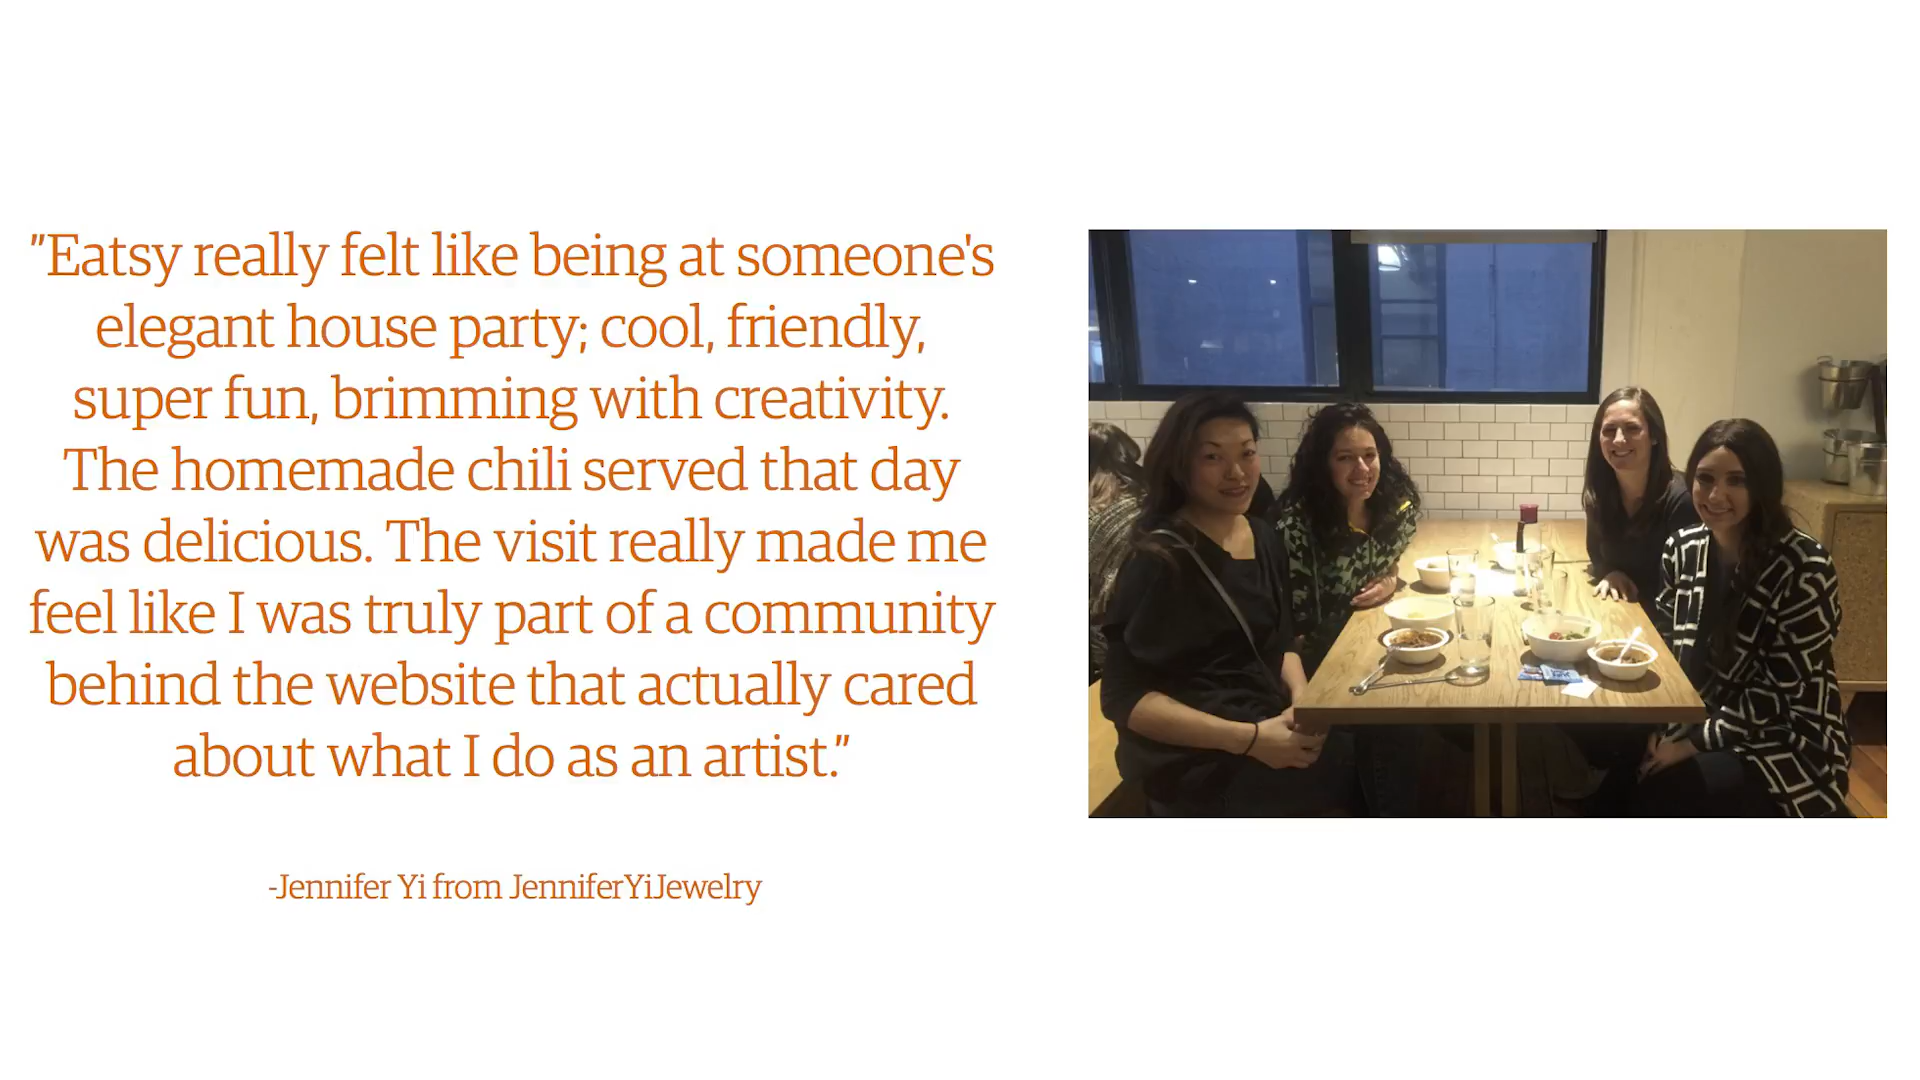 "Eatsy really felt like being at someone's
elegant house party; cool, friendly,
super fun, brimming with creativity.
The homemade chili served that day
was delicious. The visit really made me
feel like I was truly part of a community
behind the website that actually cared
about what I do as an artist.”
-Jennifer Yi from JenniferYiJewelry